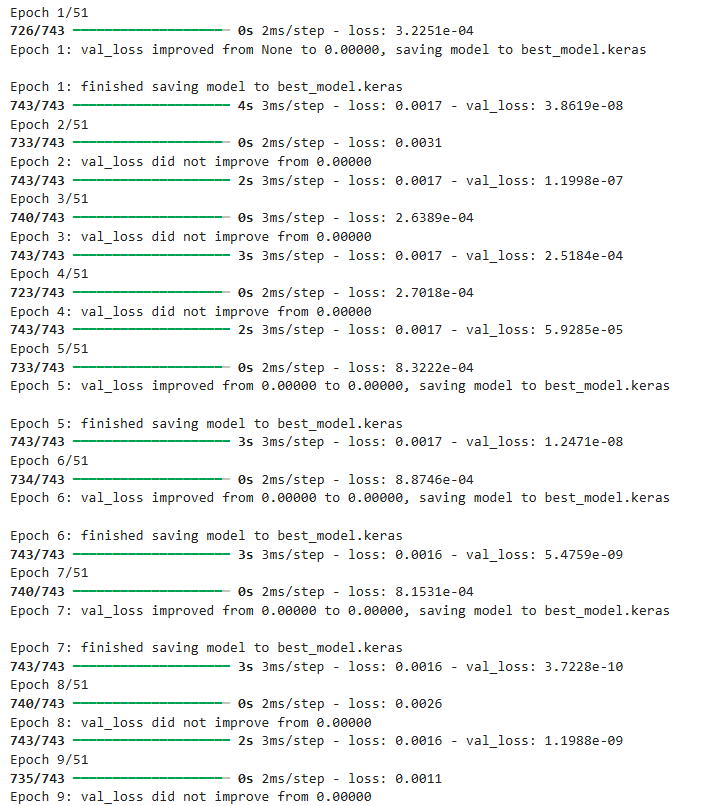 Epoch 1/51
726/743 ━━━━━━━━━━━━━━━━━━━━ 0s 2ms/step - loss: 3.2251e-04
Epoch 1: val_loss improved from None to 0.00000, saving model to best_model.keras
Epoch 1: finished saving model to best_model.keras
743/743 ━━━━━━━━━━━━━━━━━━━━ 4s 3ms/step - loss: 0.0017 - val_loss: 3.8619e-08
Epoch 2/51
733/743 ━━━━━━━━━━━━━━━━━━━━ 0s 2ms/step - loss: 0.0031
Epoch 2: val_loss did not improve from 0.00000
743/743 ━━━━━━━━━━━━━━━━━━━━ 2s 3ms/step - loss: 0.0017 - val_loss: 1.1998e-07
Epoch 3/51
740/743 ━━━━━━━━━━━━━━━━━━━━ 0s 3ms/step - loss: 2.6389e-04
Epoch 3: val_loss did not improve from 0.00000
743/743 ━━━━━━━━━━━━━━━━━━━━ 3s 3ms/step - loss: 0.0017 - val_loss: 2.5184e-04
Epoch 4/51
723/743 ━━━━━━━━━━━━━━━━━━━━ 0s 2ms/step - loss: 2.7018e-04
Epoch 4: val_loss did not improve from 0.00000
743/743 ━━━━━━━━━━━━━━━━━━━━ 2s 3ms/step - loss: 0.0017 - val_loss: 5.9285e-05
Epoch 5/51
733/743 ━━━━━━━━━━━━━━━━━━━━ 0s 2ms/step - loss: 8.3222e-04
Epoch 5: val_loss improved from 0.00000 to 0.00000, saving model to best_model.keras
Epoch 5: finished saving model to best_model.keras
743/743 ━━━━━━━━━━━━━━━━━━━━ 3s 3ms/step - loss: 0.0017 - val_loss: 1.2471e-08
Epoch 6/51
734/743 ━━━━━━━━━━━━━━━━━━━━ 0s 2ms/step - loss: 8.8746e-04
Epoch 6: val_loss improved from 0.00000 to 0.00000, saving model to best_model.keras
Epoch 6: finished saving model to best_model.keras
743/743 ━━━━━━━━━━━━━━━━━━━━ 3s 3ms/step - loss: 0.0016 - val_loss: 5.4759e-09
Epoch 7/51
740/743 ━━━━━━━━━━━━━━━━━━━━ 0s 2ms/step - loss: 8.1531e-04
Epoch 7: val_loss improved from 0.00000 to 0.00000, saving model to best_model.keras
Epoch 7: finished saving model to best_model.keras
743/743 ━━━━━━━━━━━━━━━━━━━━ 3s 3ms/step - loss: 0.0016 - val_loss: 3.7228e-10
Epoch 8/51
740/743 ━━━━━━━━━━━━━━━━━━━━ 0s 2ms/step - loss: 0.0026
Epoch 8: val_loss did not improve from 0.00000
743/743 ━━━━━━━━━━━━━━━━━━━━ 2s 3ms/step - loss: 0.0016 - val_loss: 1.1988e-09
Epoch 9/51
735/743 ━━━━━━━━━━━━━━━━━━━━ 0s 2ms/step - loss: 0.0011
Epoch 9: val_loss did not improve from 0.00000